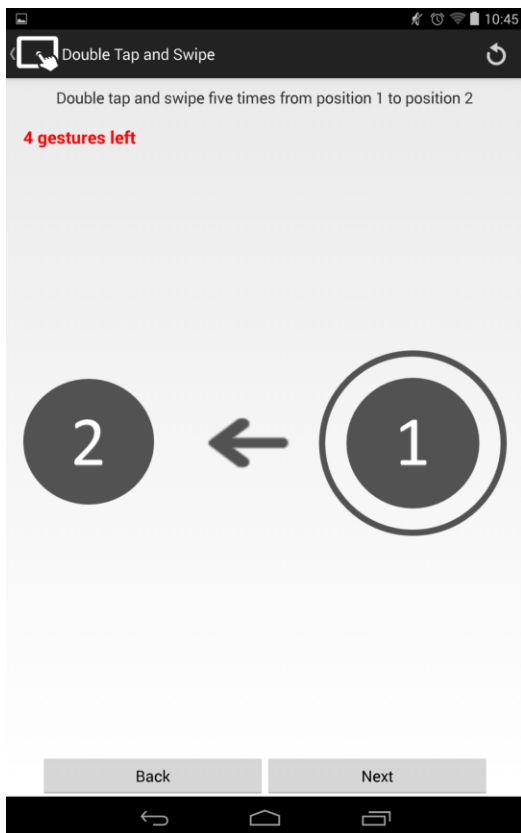 10:45
Double Tap and Swipe
Double tap and swipe five times from position 1 to position 2
4 gestures left
2 1
Back Next